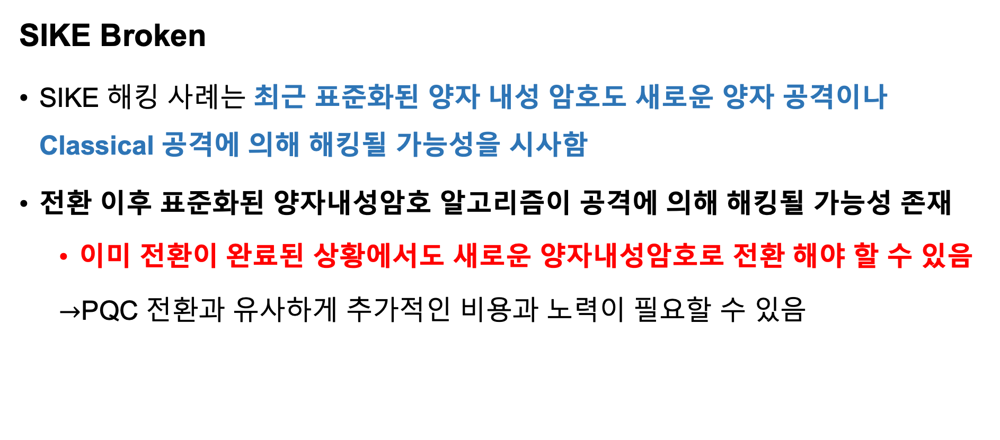 SIKE Broken
• SIKE 해킹 사례는 최근 표준화된 양자 내성 암호도 새로운 양자 공격이나
Classical 공격에 의해 해킹될 가능성을 시사함
• 전환 이후 표준화된 양자내성암호 알고리즘이 공격에 의해 해킹될 가능성 존재
• 이미 전환이 완료된 상황에서도 새로운 양자내성암호로 전환 해야 할 수 있음
→PQC 전환과 유사하게 추가적인 비용과 노력이 필요할 수 있음